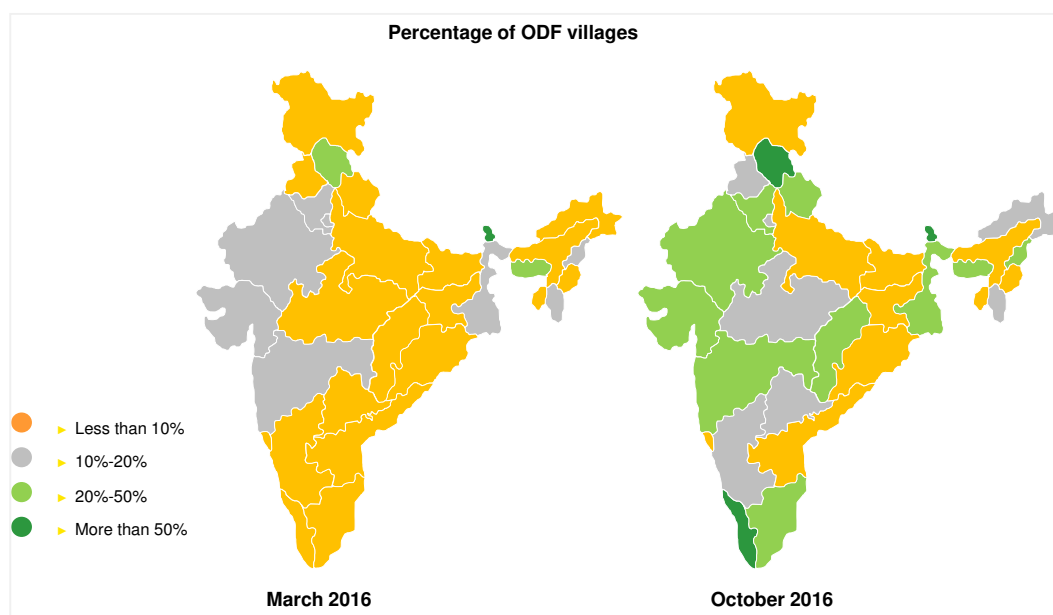 Percentage of ODF villages
Less than 10%
10%-20%
20%-50%
More than 50%
March 2016
October 2016